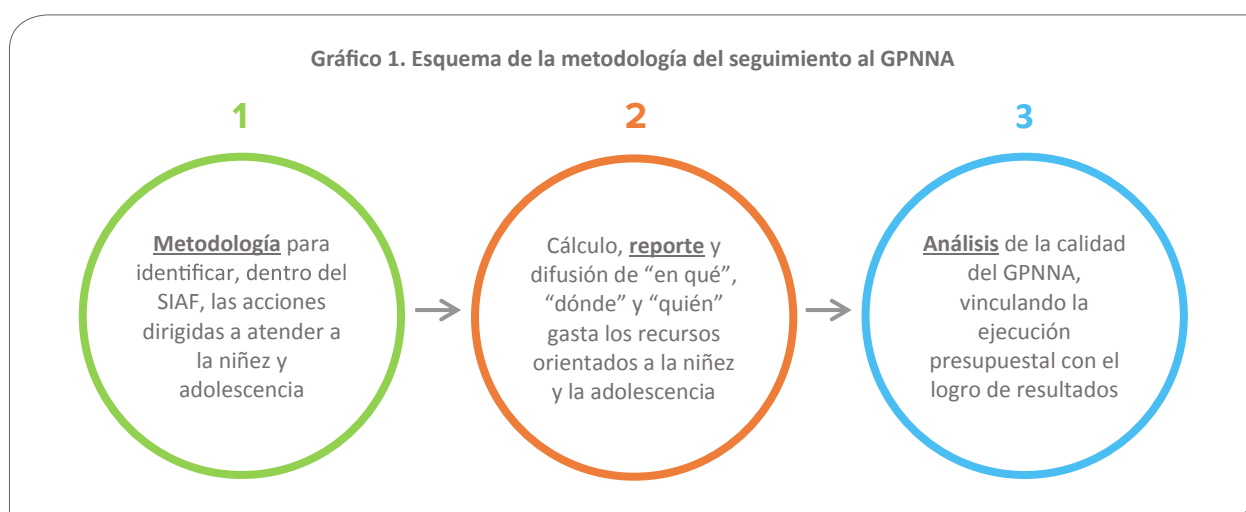 Gráfico 1. Esquema de la metodología del seguimiento al GPNNA
1
Metodología para
identificar, dentro del
SIAF, las acciones
dirigidas a atender a
la niñez y
adolescencia
2
Cálculo, reporte y
difusión de “en qué”,
“dónde” y “quién”
gasta los recursos
orientados a la niñez
y la adolescencia
3
Análisis de la calidad
del GPNNA,
vinculando la
ejecución
presupuestal con el
logro de resultados